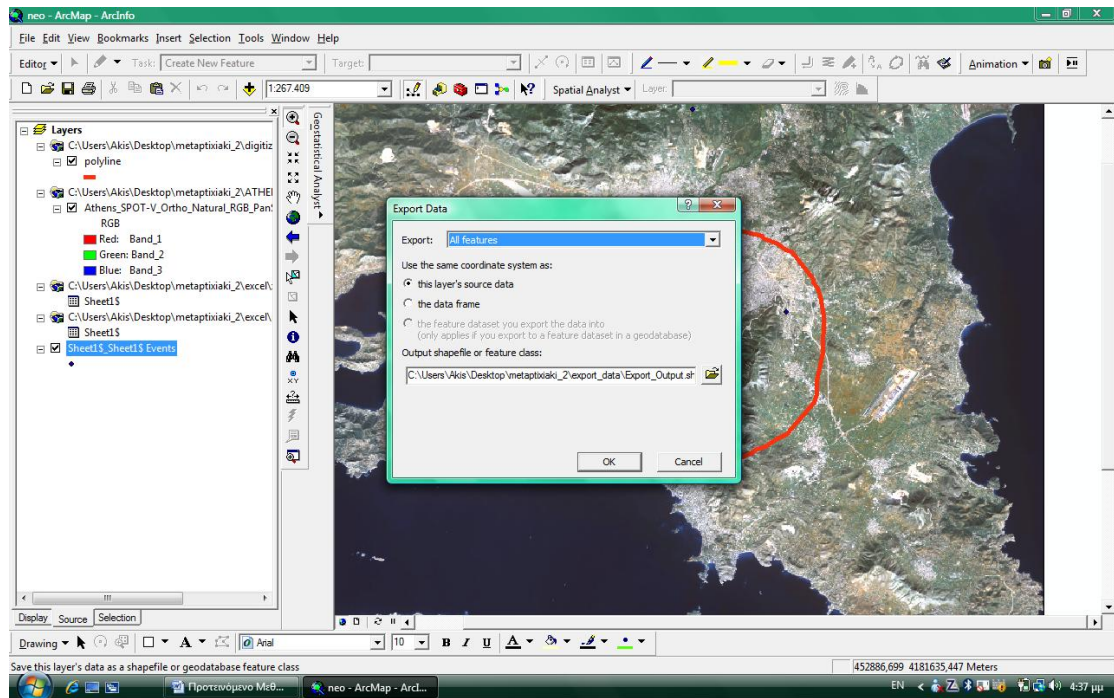 neo - ArcMap - ArcInfo
File Edit View Bookmarks Insert Selection Tools Window Help
Editor Task: Create New Feature Target: Animation
1:267.409 Spatial Analyst Layer:
Layers
C:\Users\Akis\Desktop\metaptixiaki_2\digitiz
polyline
C:\Users\Akis\Desktop\metaptixiaki_2\ATHE
Athens_SPOT-V_Ortho_Natural_RGB_Pan
RGB
Red: Band_1
Green: Band_2
Blue: Band_3
C:\Users\Akis\Desktop\metaptixiaki_2\excel\
Sheet1$
C:\Users\Akis\Desktop\metaptixiaki_2\excel\
Sheet1$
Sheet1$_Sheet1$ Events
Geostatistical Analyst
Export Data
Export: All features
Use the same coordinate system as:
this layer's source data
the data frame
the feature dataset you export the data into
(only applies if you export to a feature dataset in a geodatabase)
Output shapefile or feature class:
C:\Users\Akis\Desktop\metaptixiaki_2\export_data\Export_Output.sh
OK Cancel
Display Source Selection
Drawing A Arial 10 B I U A
Save this layer's data as a shapefile or geodatabase feature class
452886,699 4181635,447 Meters
Προτεινόμενο Μεθ... neo - ArcMap - ArcI... EN 4:37 μμ